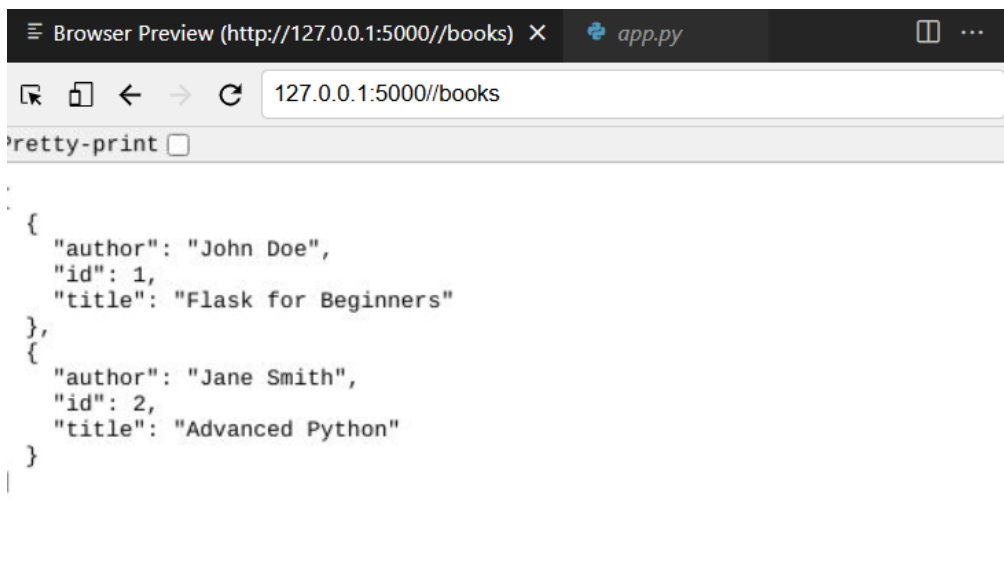 Browser Preview (http://127.0.0.1:5000//books)
app.py
127.0.0.1:5000//books
Pretty-print
[
{
"author": "John Doe",
"id": 1,
"title": "Flask for Beginners"
},
{
"author": "Jane Smith",
"id": 2,
"title": "Advanced Python"
}
]